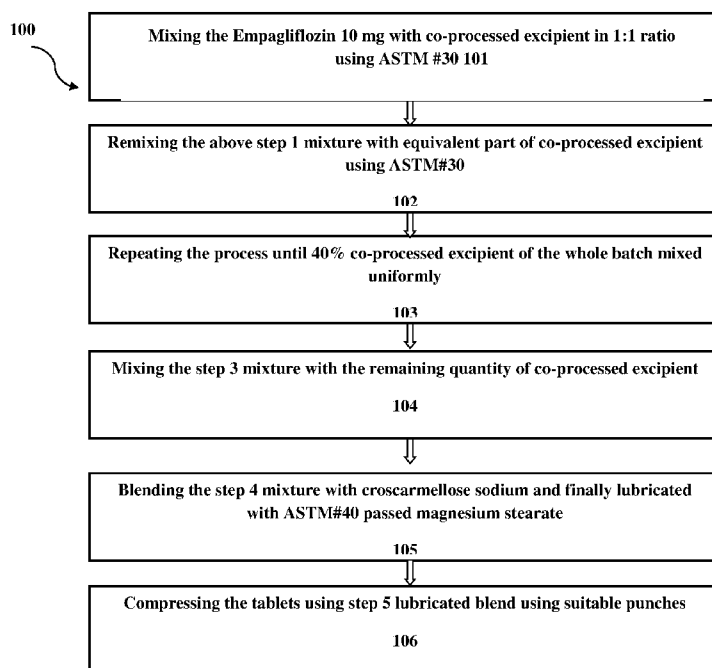 100
Mixing the Empagliflozin 10 mg with co-processed excipient in 1:1 ratio
using ASTM #30 101
Remixing the above step 1 mixture with equivalent part of co-processed excipient
using ASTM#30
102
Repeating the process until 40% co-processed excipient of the whole batch mixed
uniformly
103
Mixing the step 3 mixture with the remaining quantity of co-processed excipient
104
Blending the step 4 mixture with croscarmellose sodium and finally lubricated
with ASTM#40 passed magnesium stearate
105
Compressing the tablets using step 5 lubricated blend using suitable punches
106